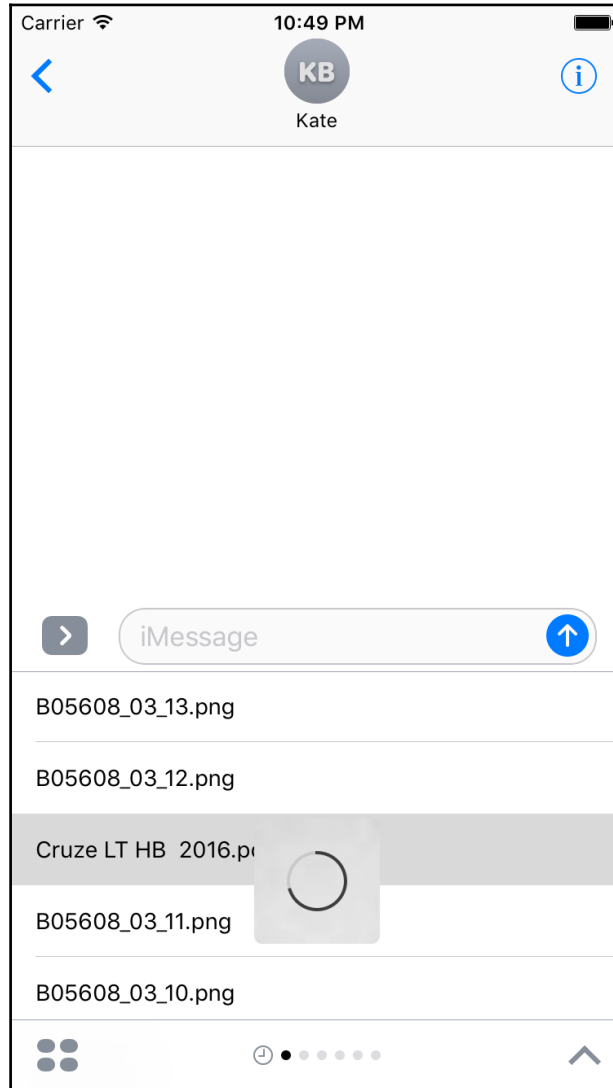 Carrier 10:49 PM
KB
Kate
iMessage
B05608_03_13.png
B05608_03_12.png
Cruze LT HB  2016.
B05608_03_11.png
B05608_03_10.png